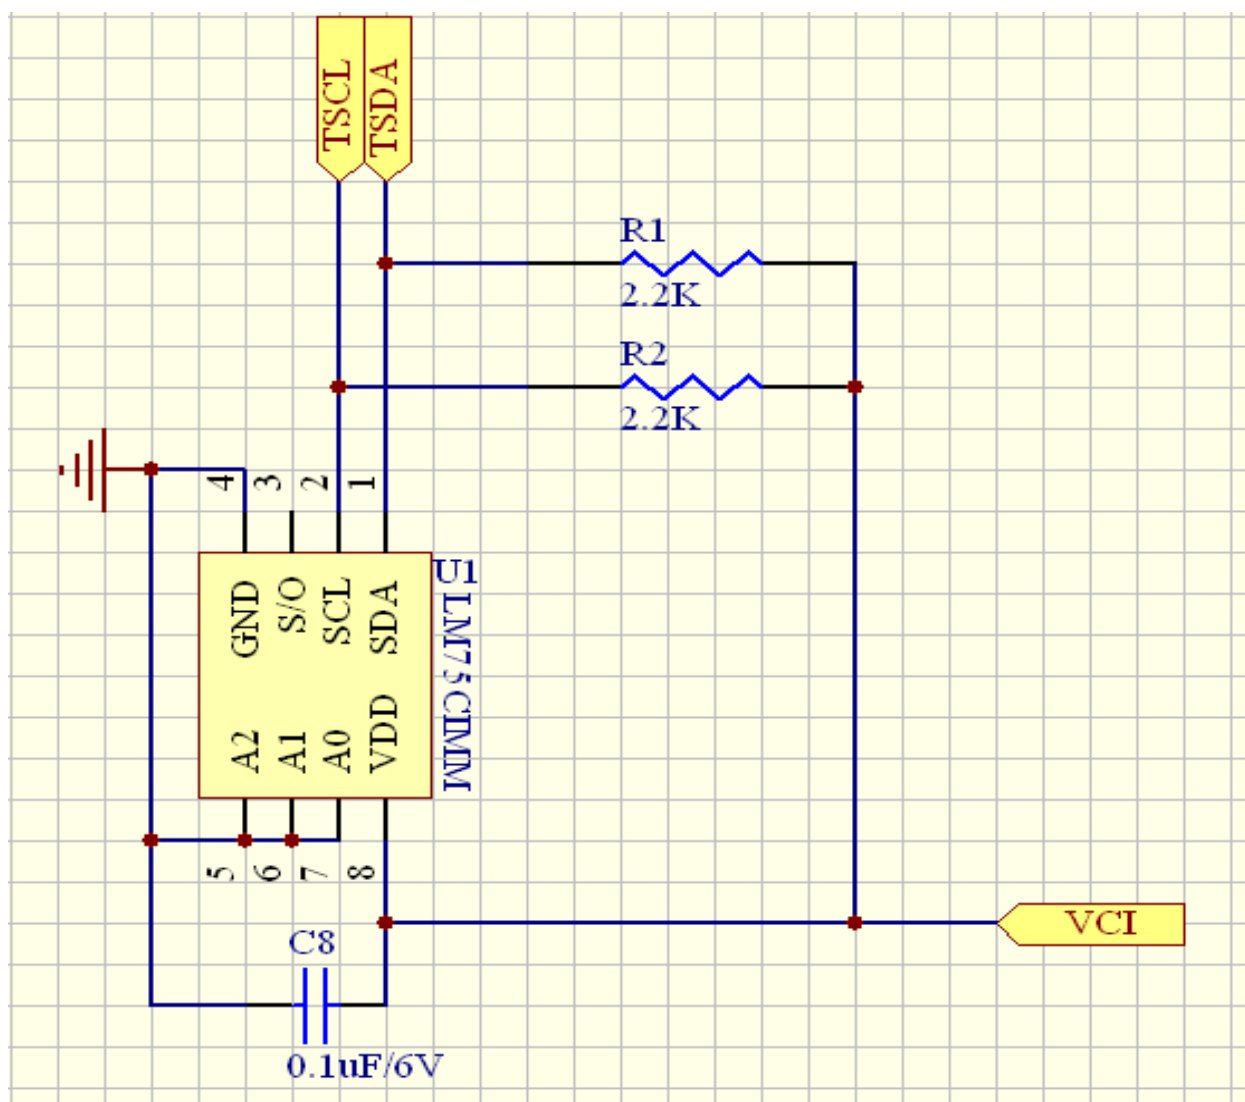 TSCL
TSDA
R1
2.2K
R2
2.2K
4
3
2
1
U1
LM75CIMM
GND
S/O
SCL
SDA
A2
A1
A0
VDD
5
6
7
8
VCI
C8
0.1uF/6V